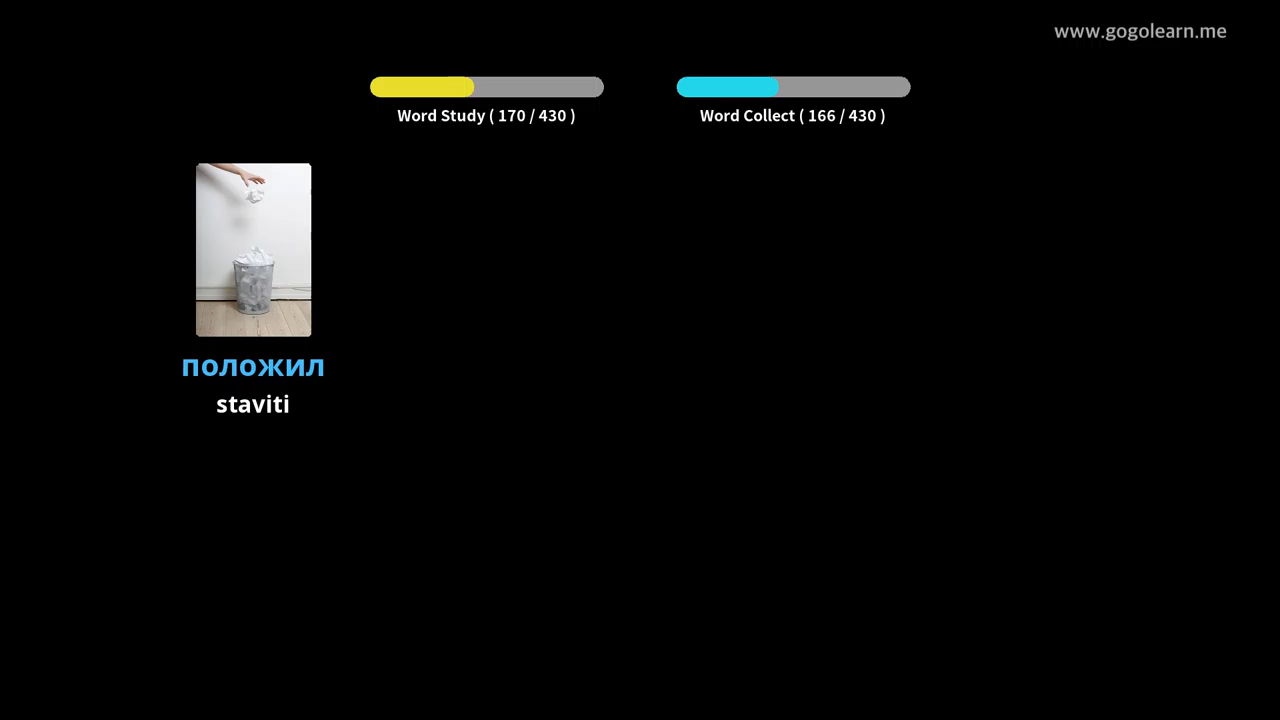 www.gogolearn.me
Word Study ( 170 / 430 )
Word Collect ( 166 / 430 )
положил
staviti